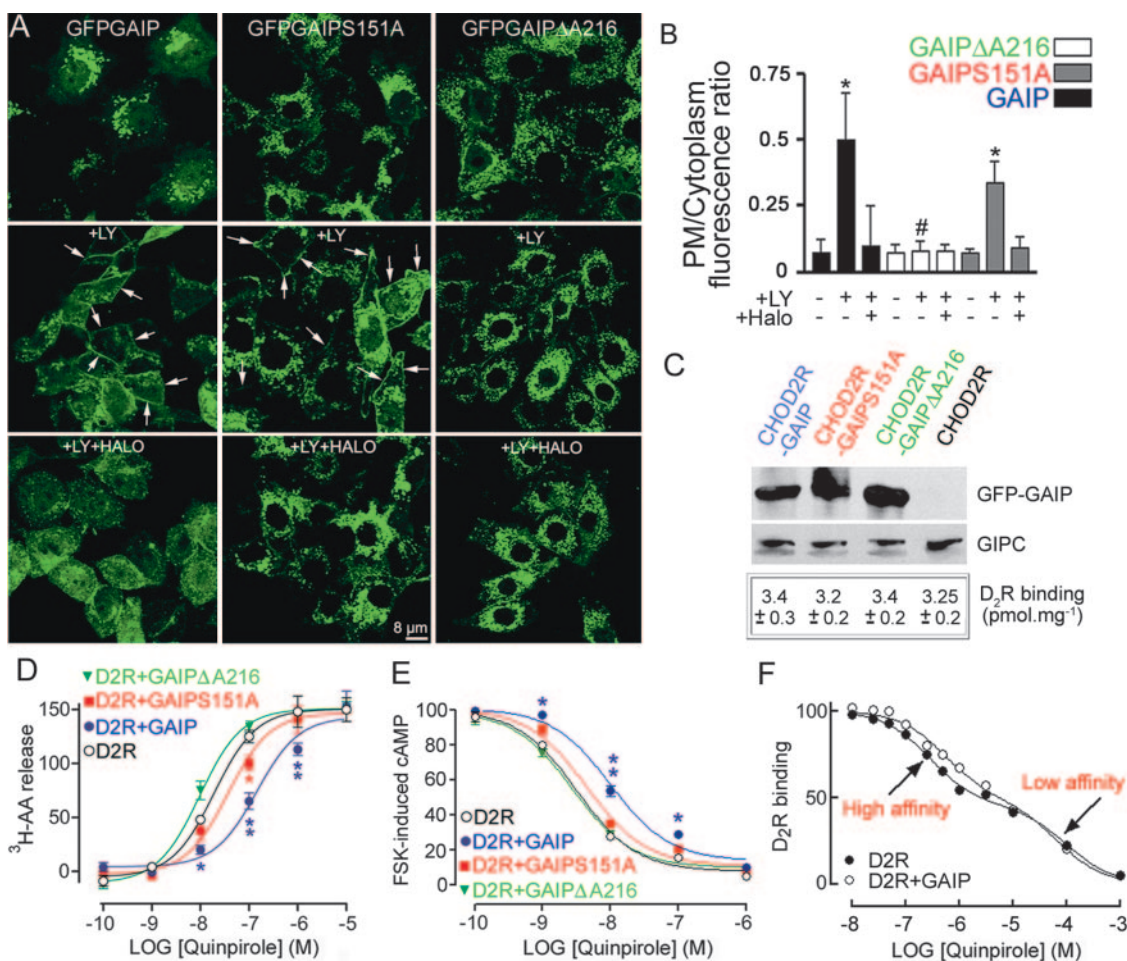 A
GFPGAIP GFPGAIPS151A GFPGAIPΔA216
+LY +LY +LY
+LY+HALO +LY+HALO +LY+HALO
8 µm
B
GAIPΔA216
GAIPS151A
GAIP
PM/Cytoplasm
fluorescence ratio
0.75
0.5
0.25
0
* # *
+LY - + + - + + - + +
+Halo + + +
C
CHOD2R
-GAIP
CHOD2R
-GAIPS151A
CHOD2R
-GAIPΔA216
CHOD2R
GFP-GAIP
GIPC
3.4 3.2 3.4 3.25
± 0.3 ± 0.2 ± 0.2 ± 0.2
D₂R binding
(pmol.mg⁻¹)
D
D2R+GAIPΔA216
D2R+GAIPS151A
D2R+GAIP
D2R
³H-AA release
150
100
50
0
* * ** **
-10 -9 -8 -7 -6 -5
LOG [Quinpirole] (M)
E
FSK-induced cAMP
100
80
60
40
20
0
* ** *
D2R
D2R+GAIP
D2R+GAIPS151A
D2R+GAIPΔA216
-10 -9 -8 -7 -6
LOG [Quinpirole] (M)
F
D₂R binding
100
50
0
High affinity
Low affinity
D2R
D2R+GAIP
-8 -7 -6 -5 -4 -3
LOG [Quinpirole] (M)